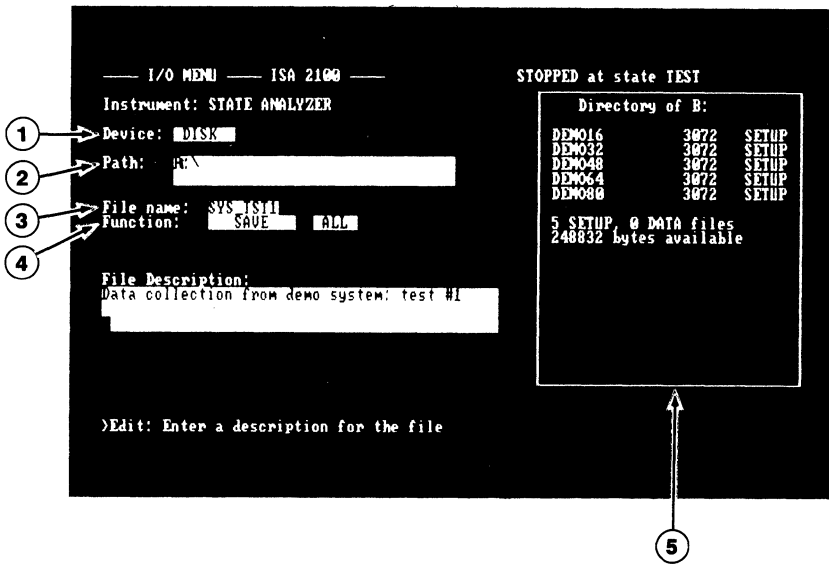 I/O MENU ISA 2100
STOPPED at state TEST
Instrument: STATE ANALYZER
Device: DISK
Path: B:\
File name: SYS_TST1
Function: SAVE ALL
File Description:
Data collection from demo system: test #1
>Edit: Enter a description for the file
Directory of B:
DEMO16 3072 SETUP
DEMO32 3072 SETUP
DEMO48 3072 SETUP
DEMO64 3072 SETUP
DEMO80 3072 SETUP
5 SETUP, 0 DATA files
248832 bytes available
1
2
3
4
5